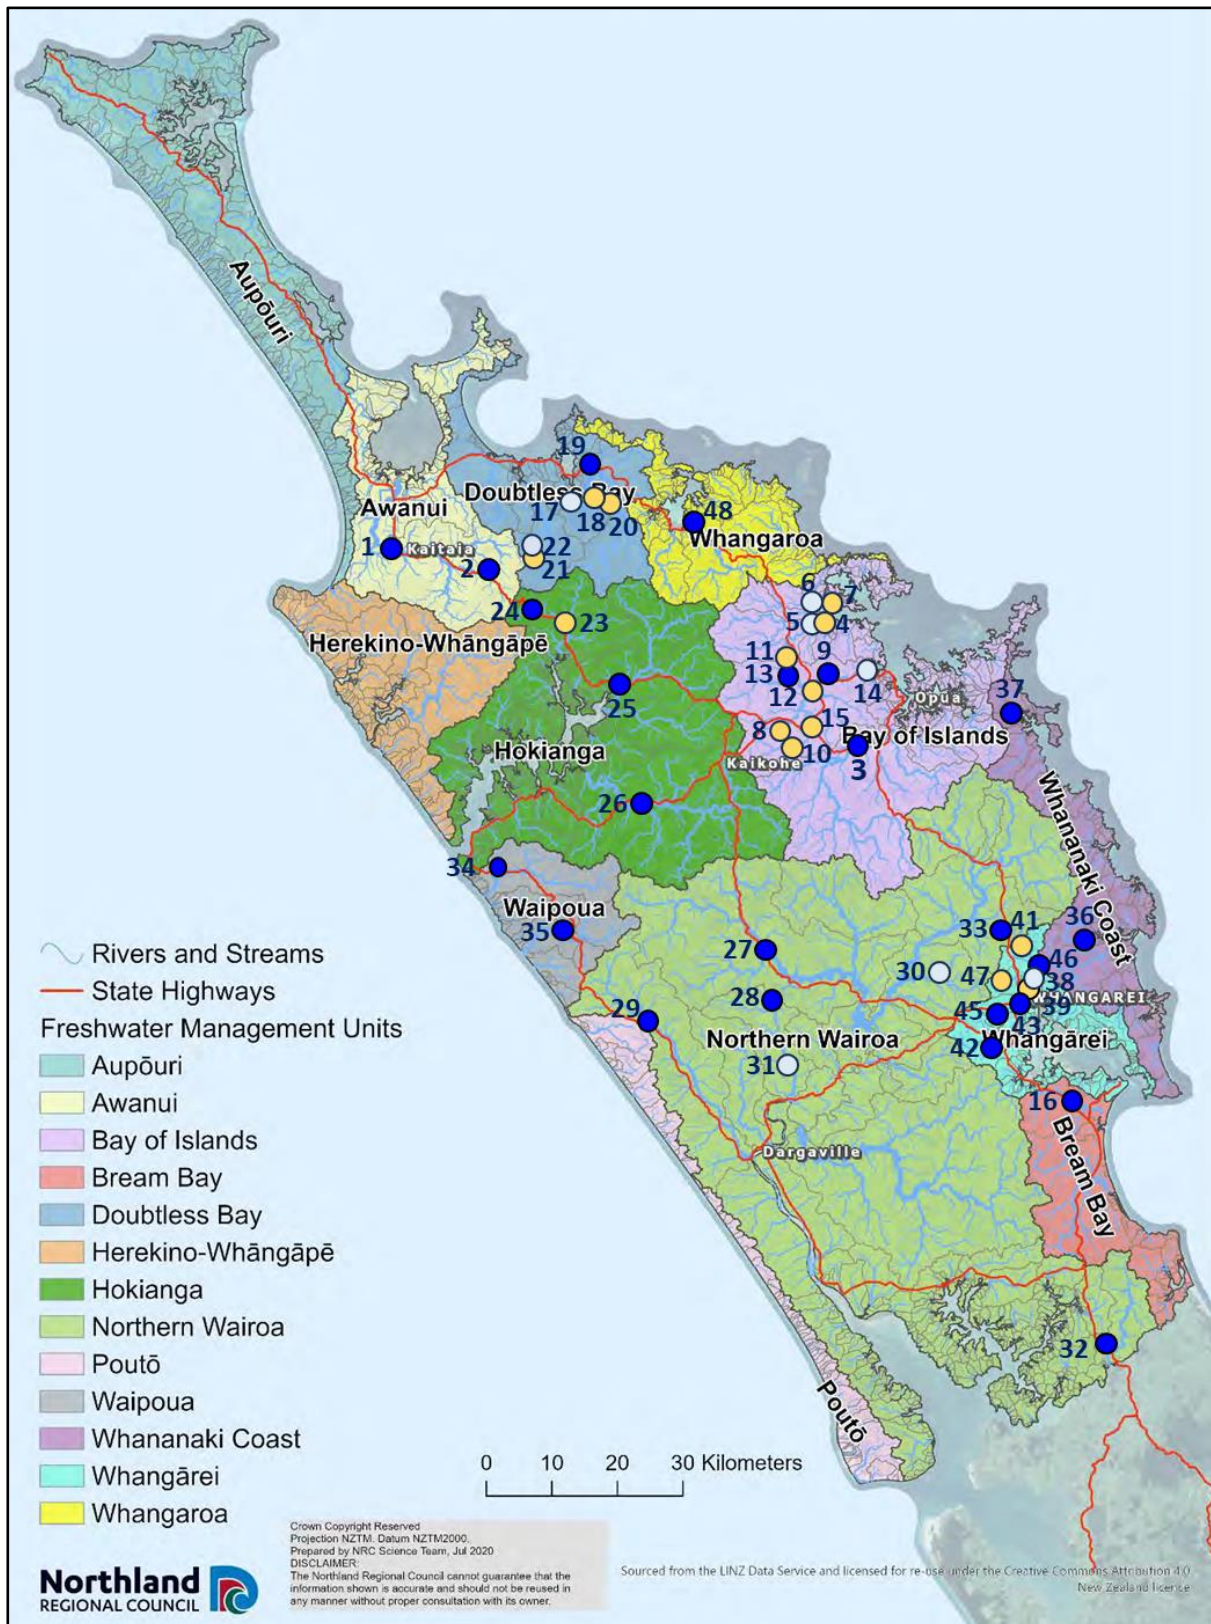 Aupōuri
19
Doubtless Bay
Awanui
17
18
20
48
Whangaroa
1
Kaitaia
2
22
21
24
23
6
7
5
4
Herekino-Whāngāpē
11
9
13
12
14
25
Opua
37
8
15
Bay of Islands
Hokianga
Kaikohe
10
3
26
Whananaki Coast
34
Waipoua
35
33
41
36
27
46
30
47
38
28
WHANGAREI
39
45
43
29
Northern Wairoa
Whangārei
42
31
16
Bream Bay
Dargaville
32
Poutō
Rivers and Streams
State Highways
Freshwater Management Units
Aupōuri
Awanui
Bay of Islands
Bream Bay
Doubtless Bay
Herekino-Whāngāpē
Hokianga
Northern Wairoa
Poutō
Waipoua
Whananaki Coast
Whangārei
Whangaroa
0 10 20 30 Kilometers
Northland
REGIONAL COUNCIL
Crown Copyright Reserved
Projection NZTM. Datum NZTM2000.
Prepared by NRC Science Team, Jul 2020
DISCLAIMER:
The Northland Regional Council cannot guarantee that the
information shown is accurate and should not be reused in
any manner without proper consultation with its owner.
Sourced from the LINZ Data Service and licensed for re-use under the Creative Commons Attribution 4.0
New Zealand licence